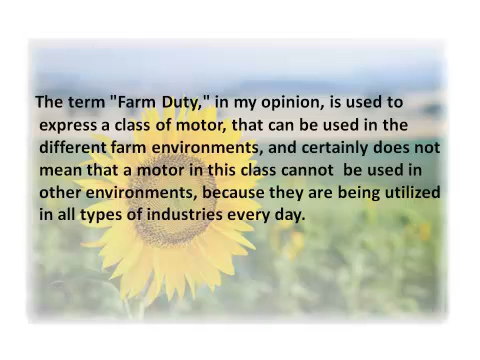 The term "Farm Duty," in my opinion, is used to
express a class of motor, that can be used in the
different farm environments, and certainly does not
mean that a motor in this class cannot  be used in
other environments, because they are being utilized
in all types of industries every day.